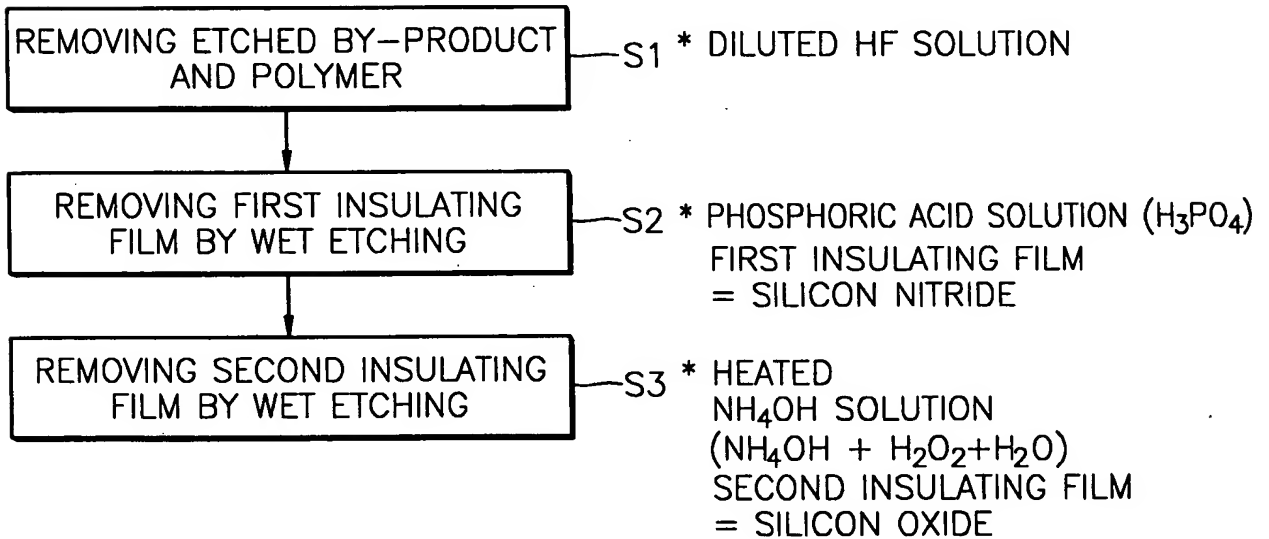 REMOVING ETCHED BY-PRODUCT
AND POLYMER
S1 * DILUTED HF SOLUTION
REMOVING FIRST INSULATING
FILM BY WET ETCHING
S2 * PHOSPHORIC ACID SOLUTION (H₃PO₄)
FIRST INSULATING FILM
= SILICON NITRIDE
REMOVING SECOND INSULATING
FILM BY WET ETCHING
S3 * HEATED
NH₄OH SOLUTION
(NH₄OH + H₂O₂+H₂O)
SECOND INSULATING FILM
= SILICON OXIDE